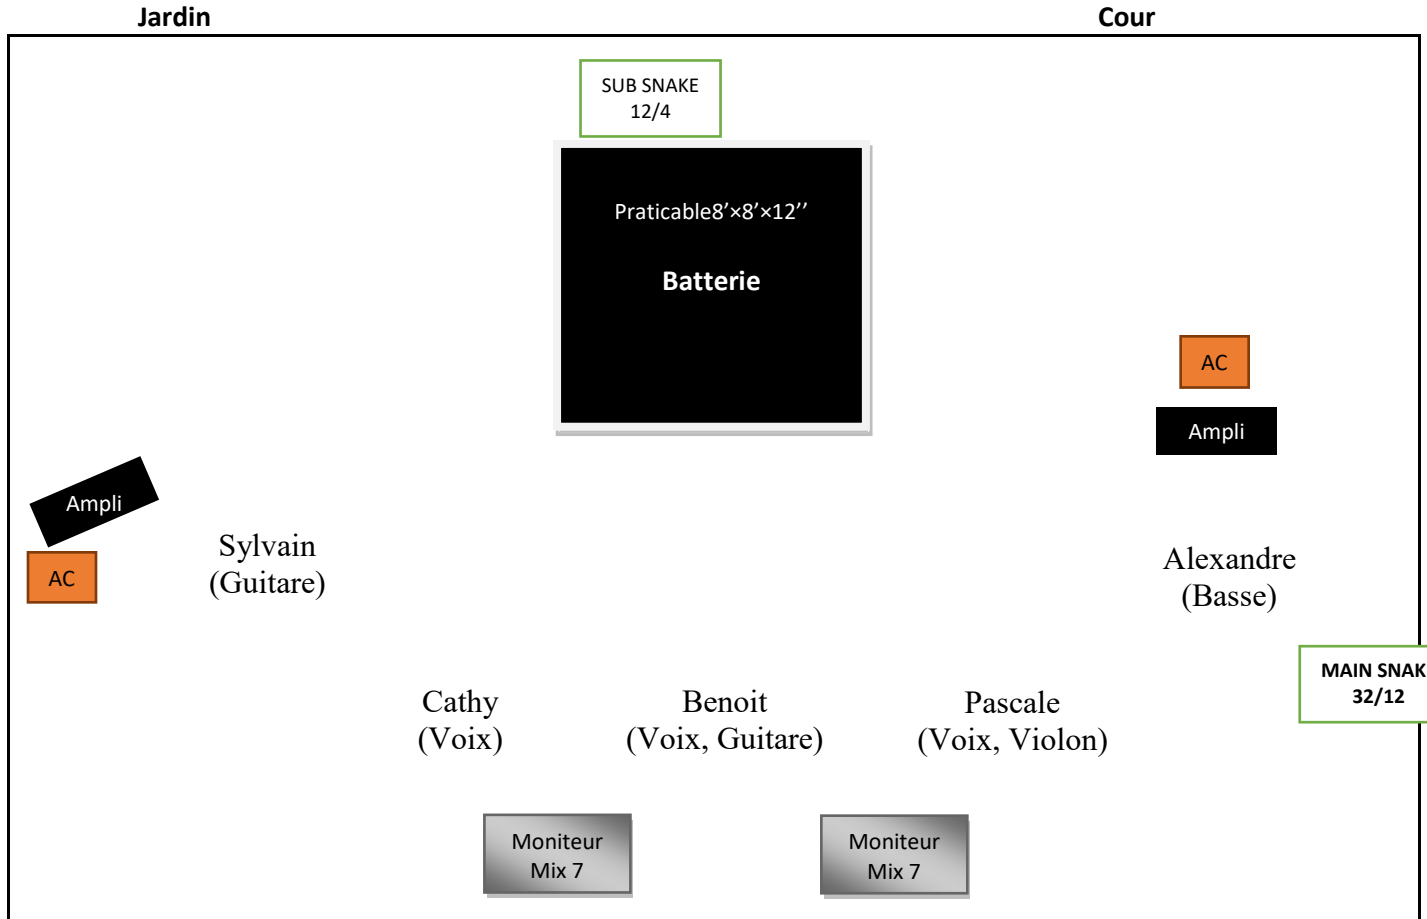 Jardin
Cour
SUB SNAKE
12/4
Praticable8’×8’×12’’
Batterie
AC
Ampli
Ampli
AC
Sylvain
(Guitare)
Alexandre
(Basse)
MAIN SNAK
32/12
Cathy
(Voix)
Benoit
(Voix, Guitare)
Pascale
(Voix, Violon)
Moniteur
Mix 7
Moniteur
Mix 7